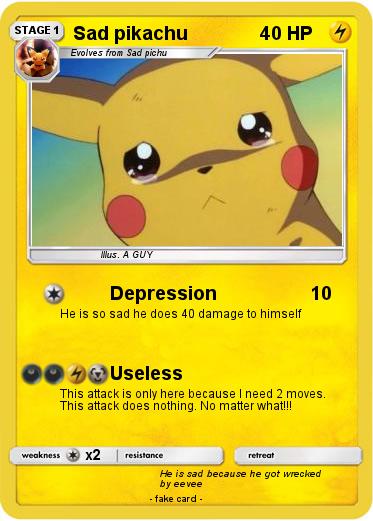 STAGE 1 Sad pikachu 40 HP
Evolves from Sad pichu
Illus. A GUY
Depression 10
He is so sad he does 40 damage to himself
Useless
This attack is only here because I need 2 moves.
This attack does nothing. No matter what!!!
weakness x2 resistance retreat
He is sad because he got wrecked
by eevee
- fake card -